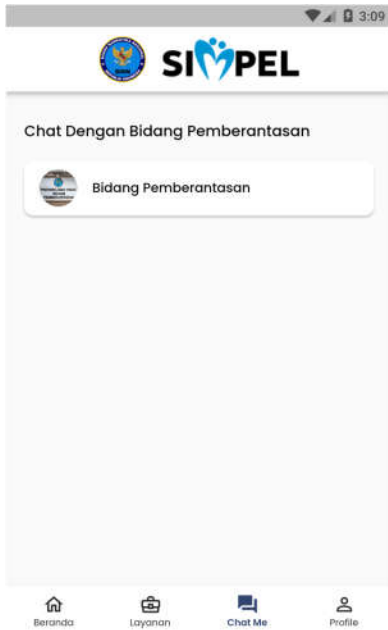 3:09
SIMPEL
Chat Dengan Bidang Pemberantasan
Bidang Pemberantasan
Beranda
Layanan
Chat Me
Profile